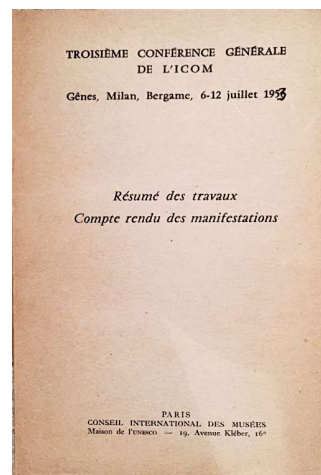 TROISIÈME CONFÉRENCE GÉNÉRALE
DE L'ICOM
Gênes, Milan, Bergame, 6-12 juillet 1953
Résumé des travaux
Compte rendu des manifestations
PARIS
CONSEIL INTERNATIONAL DES MUSÉES
Maison de l'UNESCO — 19, Avenue Kléber, 16e